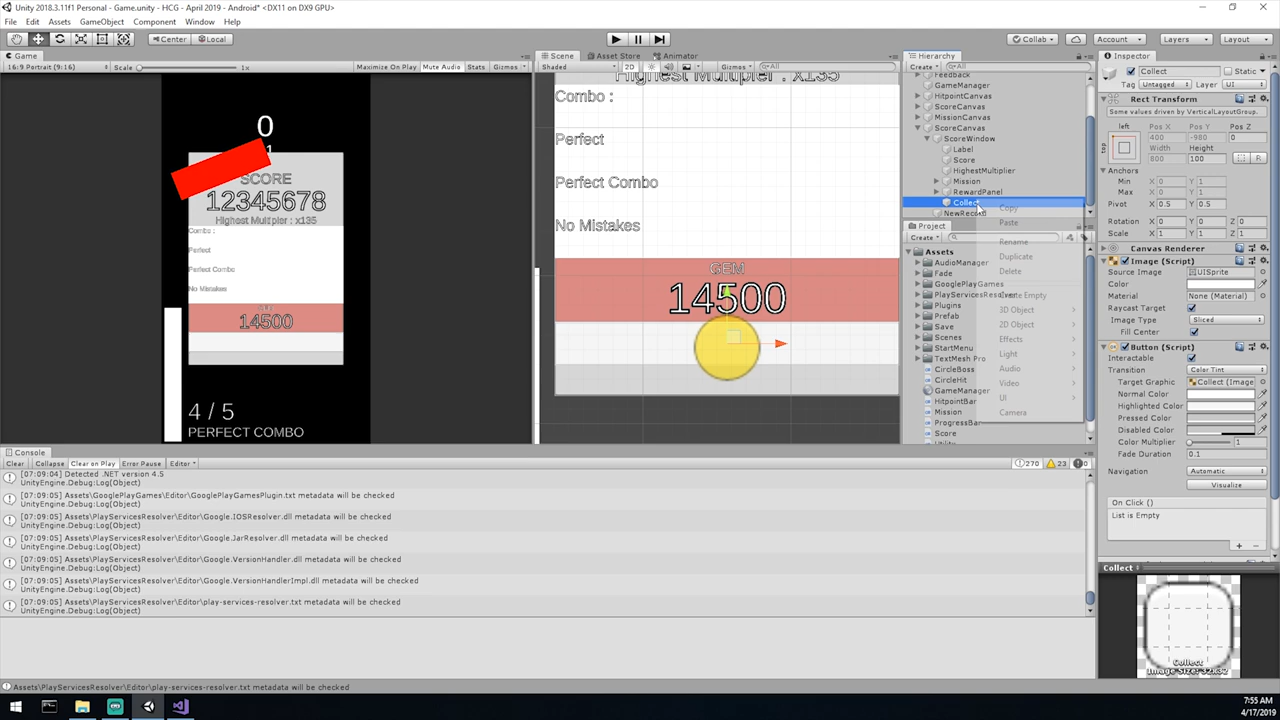 Unity 2018.3.11f1 Personal - Game.unity - HCG - April 2019 - Android* <DX11 on DX9 GPU>
File Edit Assets GameObject Component Window Help
Center Local Collab Account Layers Layout
Game
16:9 Portrait (9:16) Scale 1x Maximize On Play Mute Audio Stats Gizmos
0
SCORE
12345678
Highest Multiplier : x135
Combo :
Perfect
Perfect Combo
No Mistakes
14500
4 / 5
PERFECT COMBO
Scene Asset Store Animator
Shaded 2D Gizmos All
Highest Multiplier : x135
Combo :
Perfect
Perfect Combo
No Mistakes
GEM
14500
Hierarchy
Create All
Feedback
GameManager
HitpointCanvas
ScoreCanvas
MissionCanvas
ScoreCanvas
ScoreWindow
Label
Score
HighestMultiplier
Mission
RewardPanel
Collect
NewRecord
Copy
Paste
Rename
Duplicate
Delete
Create Empty
3D Object
2D Object
Effects
Light
Audio
Video
UI
Camera
Project
Create
Assets
AudioManager
Fade
GooglePlayGames
PlayServicesResolver
Plugins
Prefab
Save
Scenes
StartMenu
TextMesh Pro
CircleBoss
CircleHit
GameManager
HitpointBar
Mission
ProgressBar
Score
Utility
Inspector
Collect Static
Tag Untagged Layer UI
Rect Transform
Some values driven by VerticalLayoutGroup.
left Pos X Pos Y Pos Z
top 400 -980 0
Width Height
800 100 R
Anchors
Min X 0 Y 1
Max X 0 Y 1
Pivot X 0.5 Y 0.5
Rotation X 0 Y 0 Z 0
Scale X 1 Y 1 Z 1
Canvas Renderer
Image (Script)
Source Image UISprite
Color
Material None (Material)
Raycast Target
Image Type Sliced
Fill Center
Button (Script)
Interactable
Transition Color Tint
Target Graphic Collect (Image
Normal Color
Highlighted Color
Pressed Color
Disabled Color
Color Multiplier 1
Fade Duration 0.1
Navigation Automatic
Visualize
On Click ()
List is Empty
Collect
Collect
Image Size: 32x32
Console
Clear Collapse Clear on Play Error Pause Editor 270 23 0
[07:09:04] Detected .NET version 4.5
UnityEngine.Debug:Log(Object)
[07:09:05] Assets\GooglePlayGames\Editor\GooglePlayGamesPlugin.txt metadata will be checked
UnityEngine.Debug:Log(Object)
[07:09:05] Assets\PlayServicesResolver\Editor\Google.IOSResolver.dll metadata will be checked
UnityEngine.Debug:Log(Object)
[07:09:05] Assets\PlayServicesResolver\Editor\Google.JarResolver.dll metadata will be checked
UnityEngine.Debug:Log(Object)
[07:09:05] Assets\PlayServicesResolver\Editor\Google.VersionHandler.dll metadata will be checked
UnityEngine.Debug:Log(Object)
[07:09:05] Assets\PlayServicesResolver\Editor\Google.VersionHandlerImpl.dll metadata will be checked
UnityEngine.Debug:Log(Object)
[07:09:05] Assets\PlayServicesResolver\Editor\play-services-resolver.txt metadata will be checked
UnityEngine.Debug:Log(Object)
Assets\PlayServicesResolver\Editor\play-services-resolver.txt metadata will be checked
7:55 AM
4/17/2019